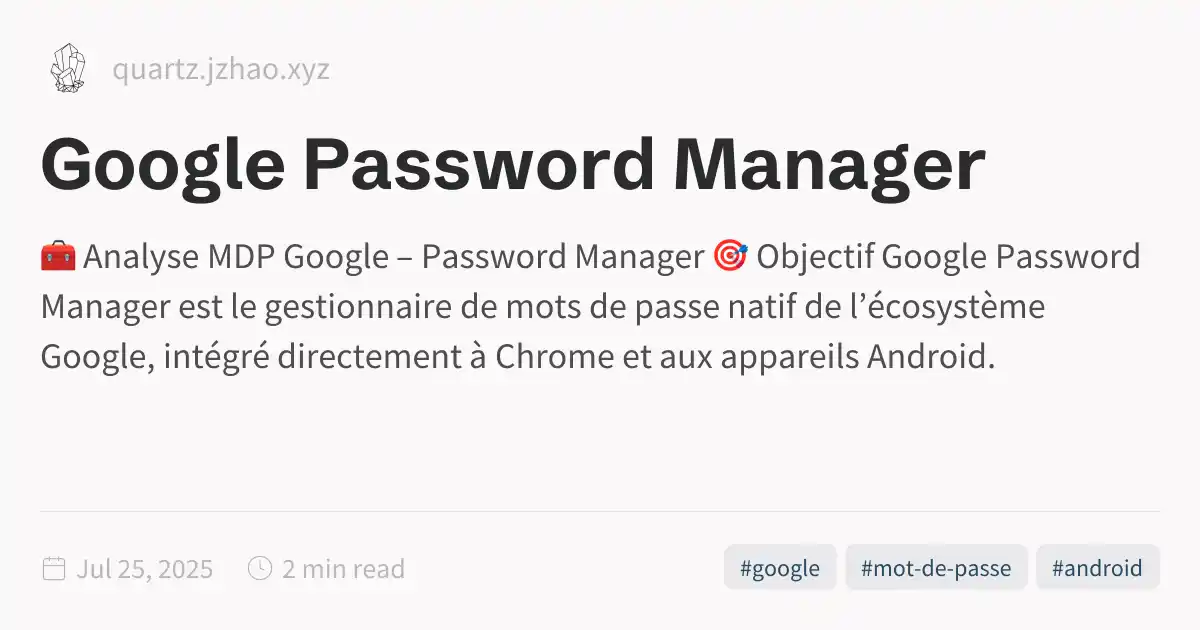 quartz.jzhao.xyz
Google Password Manager
🧰 Analyse MDP Google – Password Manager 🎯 Objectif Google Password
Manager est le gestionnaire de mots de passe natif de l’écosystème
Google, intégré directement à Chrome et aux appareils Android.
Jul 25, 2025 2 min read #google #mot-de-passe #android